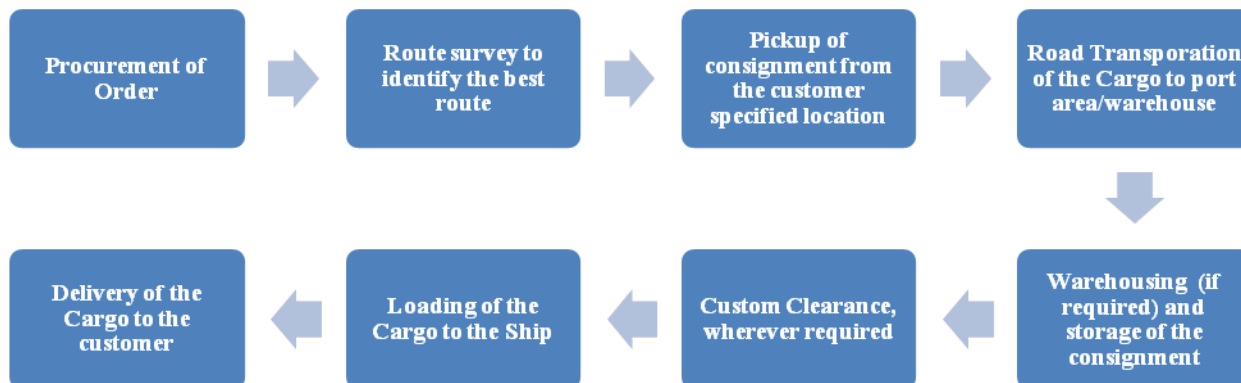 Procurement of
Order
Route survey to
identify the best
route
Pickup of
consignment from
the customer
specified location
Road Transporation
of the Cargo to port
area/warehouse
Warehousing (if
required) and
storage of the
consignment
Custom Clearance,
wherever required
Loading of the
Cargo to the Ship
Delivery of the
Cargo to the
customer